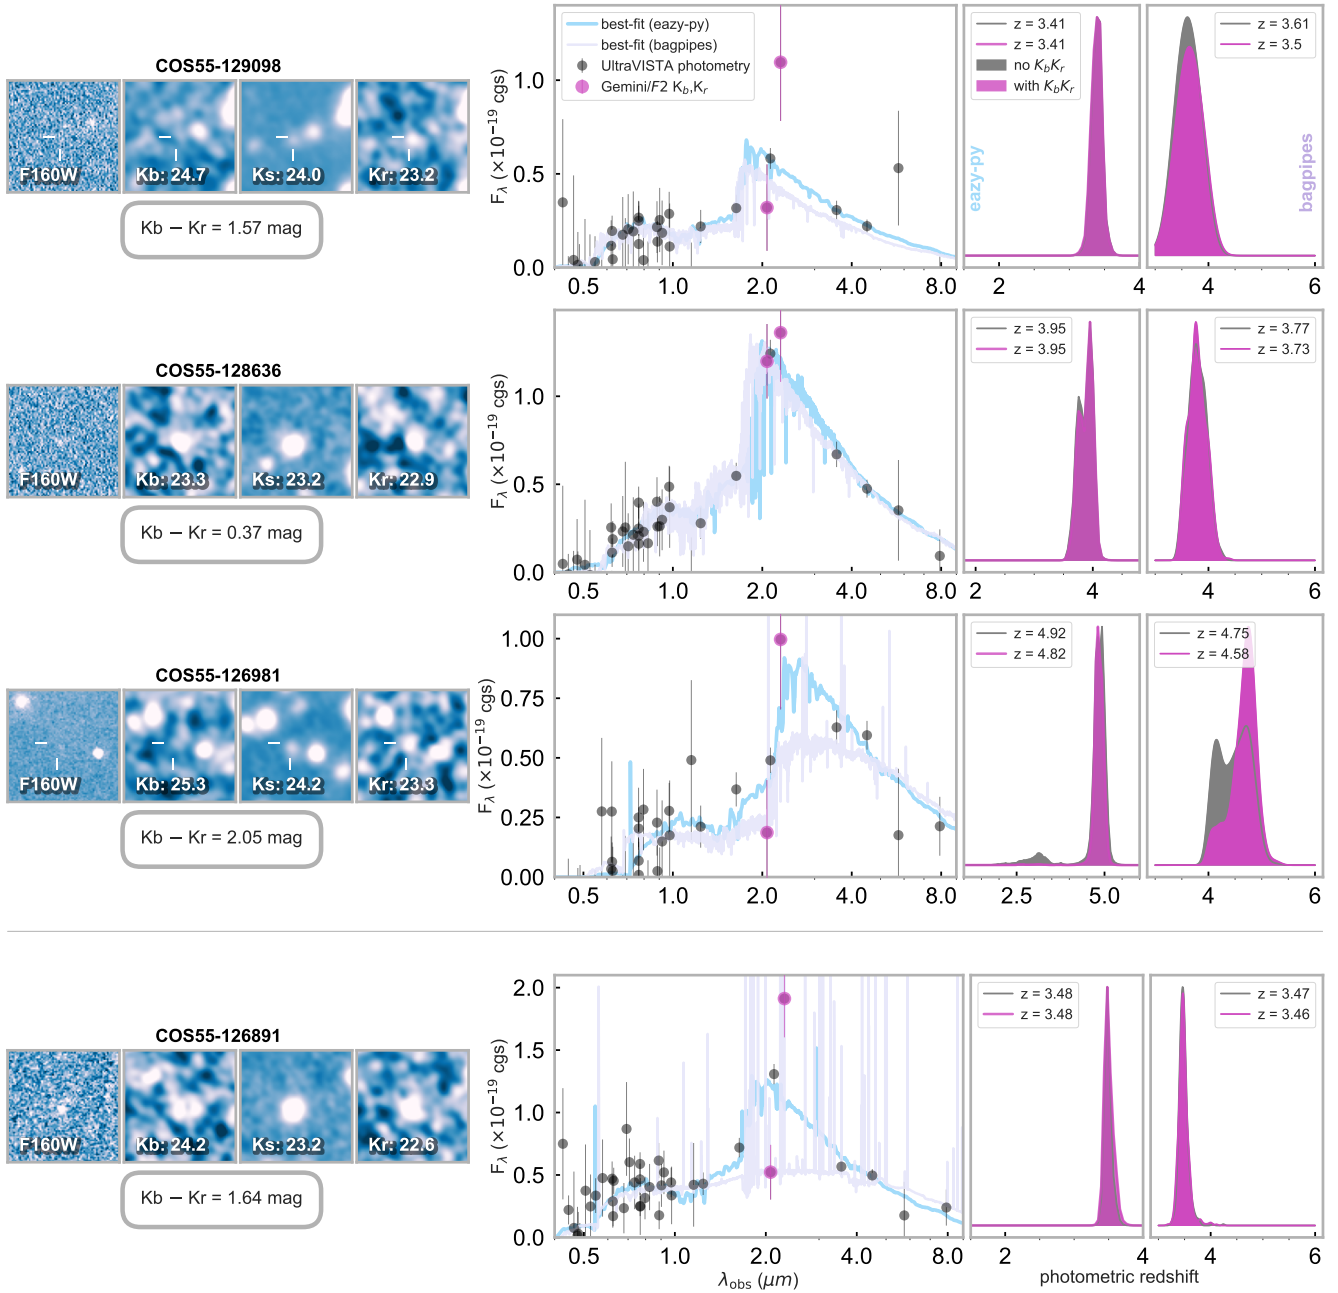 COS55-129098
F160W
Kb: 24.7
Ks: 24.0
Kr: 23.2
Kb − Kr = 1.57 mag
best-fit (eazy-py)
best-fit (bagpipes)
UltraVISTA photometry
Gemini/F2 Kb,Kr
Fλ (×10−19 cgs)
1.0
0.5
0.0
0.5 1.0 2.0 4.0 8.0
z = 3.41
z = 3.41
no KbKr
with KbKr
eazy-py
2 4
z = 3.61
z = 3.5
bagpipes
4 6
COS55-128636
F160W
Kb: 23.3
Ks: 23.2
Kr: 22.9
Kb − Kr = 0.37 mag
Fλ (×10−19 cgs)
1.0
0.5
0.0
0.5 1.0 2.0 4.0 8.0
z = 3.95
z = 3.95
2 4
z = 3.77
z = 3.73
4 6
COS55-126981
F160W
Kb: 25.3
Ks: 24.2
Kr: 23.3
Kb − Kr = 2.05 mag
Fλ (×10−19 cgs)
1.00
0.75
0.50
0.25
0.00
0.5 1.0 2.0 4.0 8.0
z = 4.92
z = 4.82
2.5 5.0
z = 4.75
z = 4.58
4 6
COS55-126891
F160W
Kb: 24.2
Ks: 23.2
Kr: 22.6
Kb − Kr = 1.64 mag
Fλ (×10−19 cgs)
2.0
1.5
1.0
0.5
0.0
0.5 1.0 2.0 4.0 8.0
λobs (μm)
z = 3.48
z = 3.48
2 4
z = 3.47
z = 3.46
4 6
photometric redshift